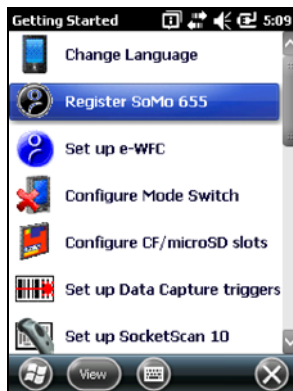 Getting Started 5:09
Change Language
Register SoMo 655
Set up e-WFC
Configure Mode Switch
Configure CF/microSD slots
Set up Data Capture triggers
Set up SocketScan 10
View